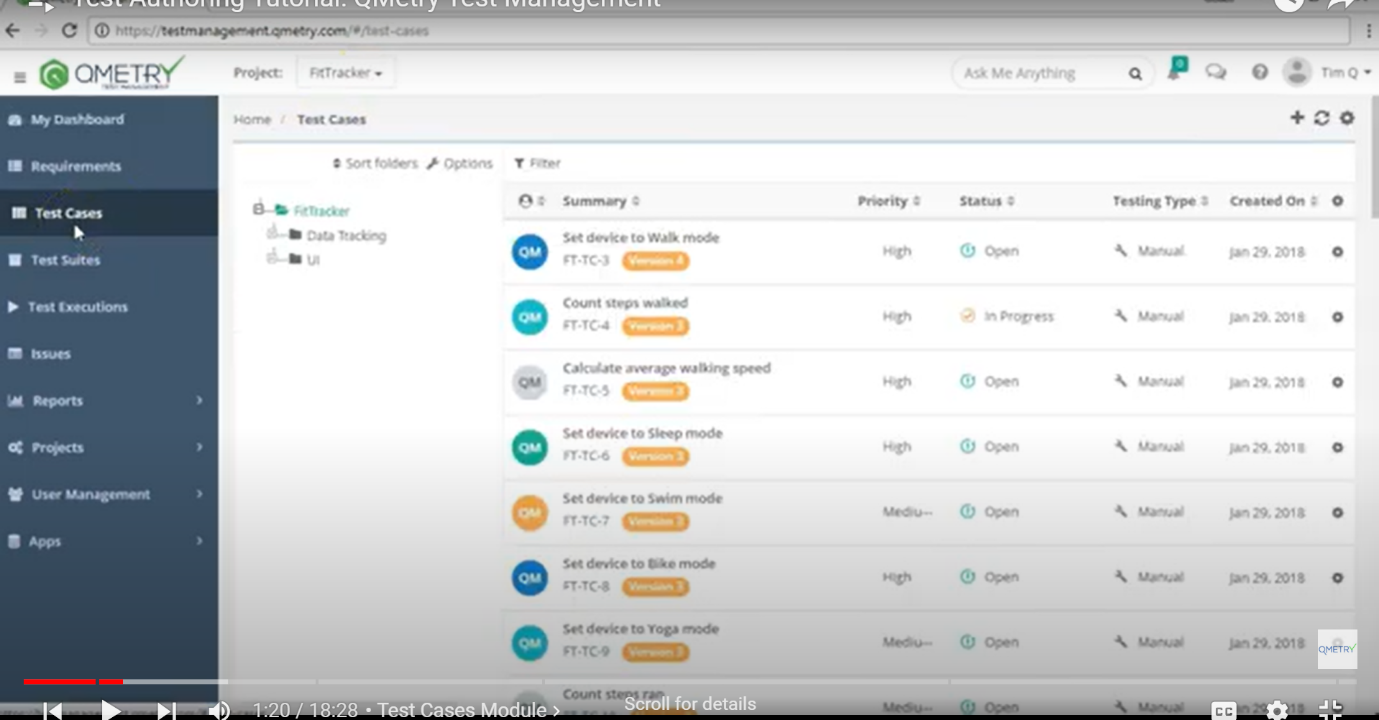 Test Authoring Tutorial: QMetry Test Management
https://testmanagement.qmetry.com/#/test-cases
QMETRY
TEST MANAGEMENT
Project: FitTracker
Ask Me Anything
0
Tim Q
My Dashboard
Requirements
Test Cases
Test Suites
Test Executions
Issues
Reports
Projects
User Management
Apps
Home / Test Cases
Sort folders Options
FitTracker
Data Tracking
UI
Filter
Summary Priority Status Testing Type Created On
QM Set device to Walk mode High Open Manual Jan 29, 2018
FT-TC-3 Version 4
QM Count steps walked High In Progress Manual Jan 29, 2018
FT-TC-4 Version 3
QM Calculate average walking speed High Open Manual Jan 29, 2018
FT-TC-5 Version 3
QM Set device to Sleep mode High Open Manual Jan 29, 2018
FT-TC-6 Version 3
QM Set device to Swim mode Mediu-- Open Manual Jan 29, 2018
FT-TC-7 Version 3
QM Set device to Bike mode High Open Manual Jan 29, 2018
FT-TC-8 Version 3
QM Set device to Yoga mode Mediu-- Open Manual Jan 29, 2018
FT-TC-9 Version 3
QMETRY
Count steps ran Mediu-- Open Manual
Scroll for details
1:20 / 18:28 • Test Cases Module
CC